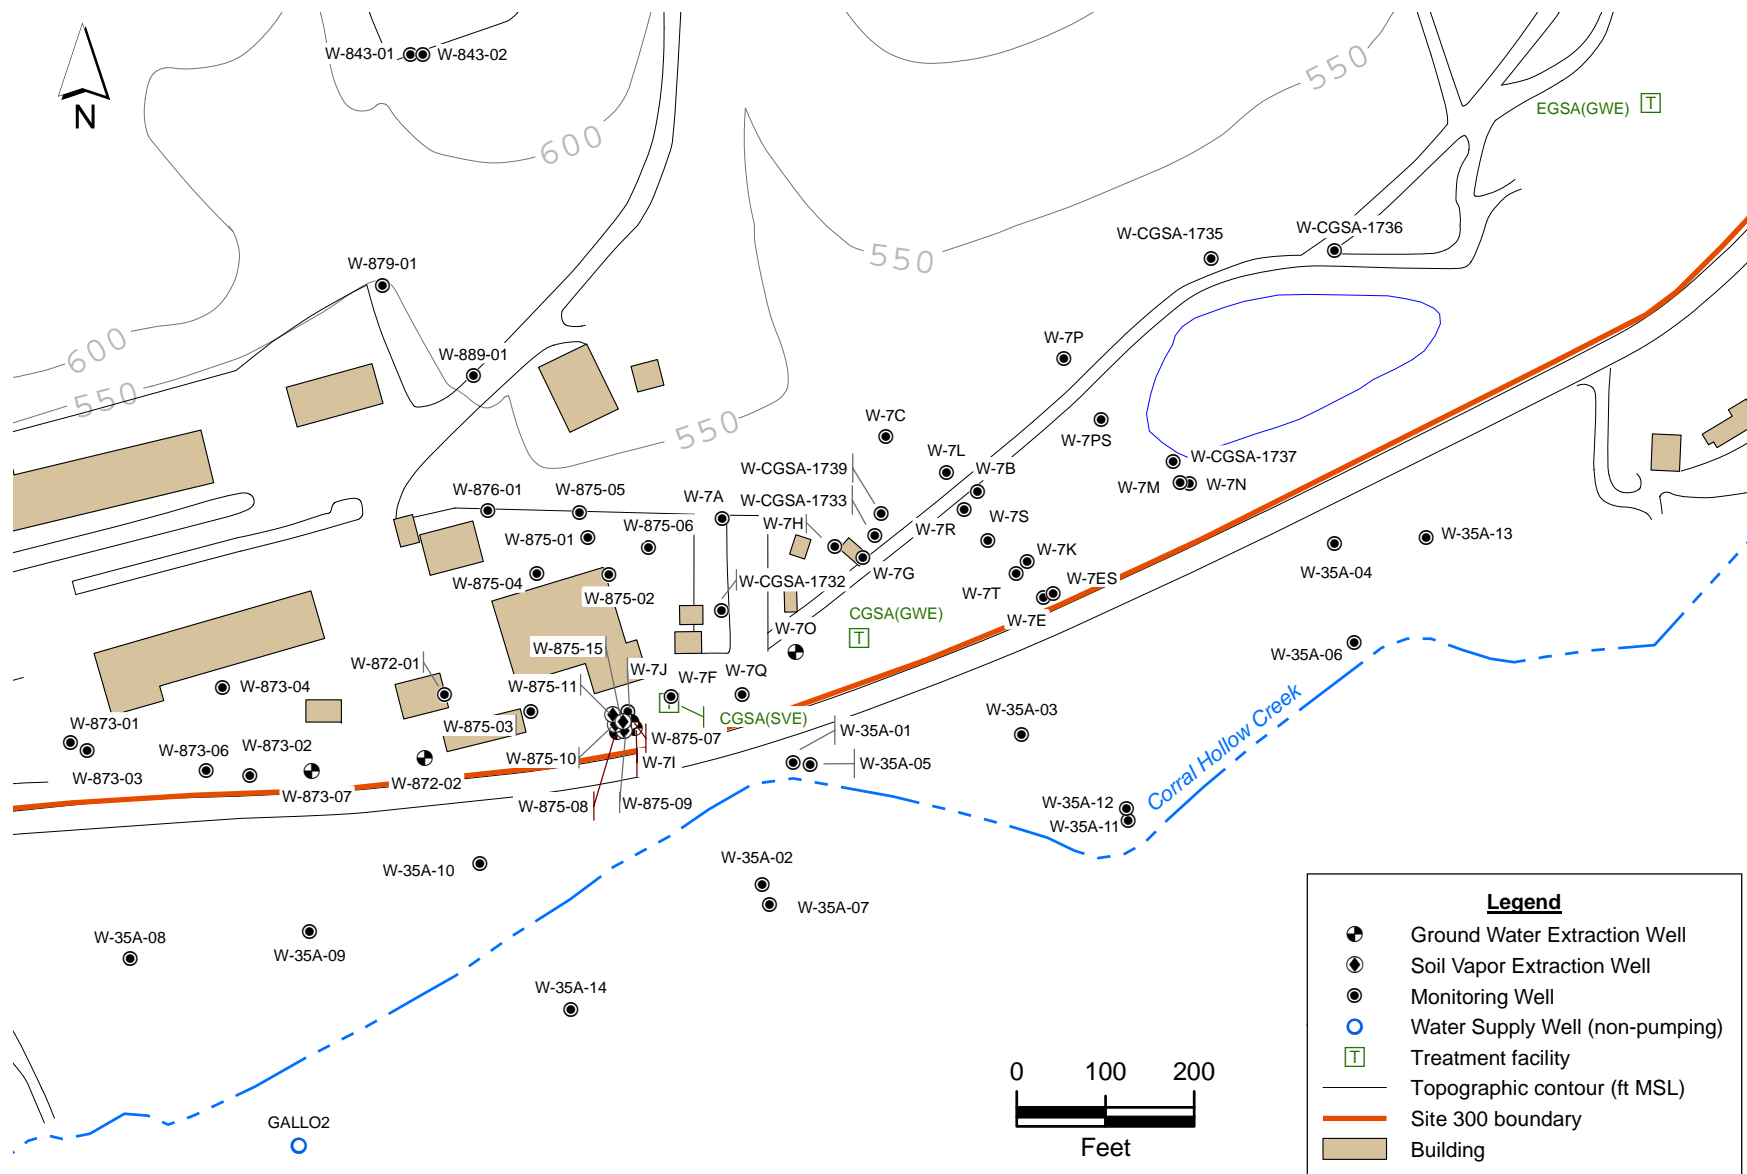 W-843-01
W-843-02
N
600
550
EGSA(GWE)
T
W-CGSA-1735
W-CGSA-1736
550
W-879-01
600
550
W-889-01
550
W-7P
W-7C
W-7PS
W-7L
W-7B
W-CGSA-1739
W-CGSA-1737
W-7M
W-7N
W-876-01
W-875-05
W-7A
W-CGSA-1733
W-7H
W-7R
W-7S
W-875-06
W-875-01
W-7G
W-7K
W-35A-13
W-35A-04
W-875-04
W-875-02
W-CGSA-1732
W-7T
W-7ES
W-7E
CGSA(GWE)
T
W-7O
W-875-15
W-872-01
W-7J
W-7F
W-7Q
W-35A-06
W-873-04
W-875-11
W-875-03
CGSA(SVE)
W-35A-03
Corral Hollow Creek
W-873-01
W-873-06
W-873-02
W-875-07
W-35A-01
W-873-03
W-872-02
W-875-10
W-7I
W-35A-05
W-873-07
W-875-08
W-875-09
W-35A-12
W-35A-11
W-35A-10
W-35A-02
W-35A-07
W-35A-08
W-35A-09
W-35A-14
GALLO2
0 100 200
Feet
Legend
Ground Water Extraction Well
Soil Vapor Extraction Well
Monitoring Well
Water Supply Well (non-pumping)
T Treatment facility
Topographic contour (ft MSL)
Site 300 boundary
Building